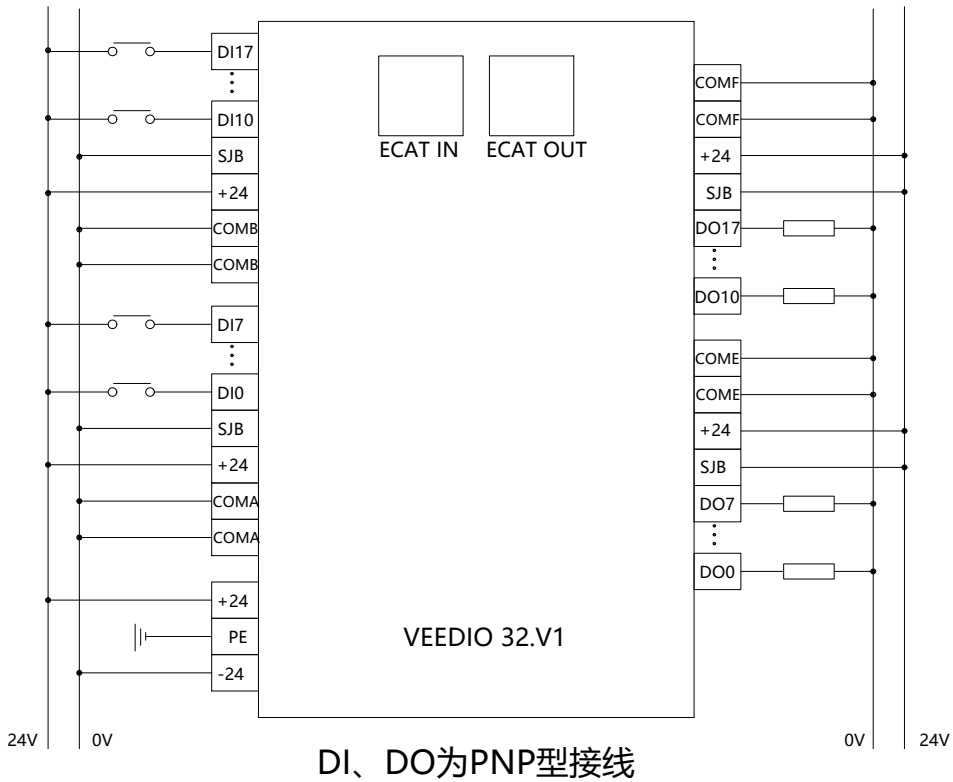 DI17
DI10
SJB
+24
COMB
COMB
DI7
DI0
SJB
+24
COMA
COMA
+24
PE
-24
24V
0V
ECAT IN
ECAT OUT
VEEDIO 32.V1
COMF
COMF
+24
SJB
DO17
DO10
COME
COME
+24
SJB
DO7
DO0
0V
24V
DI、DO为PNP型接线